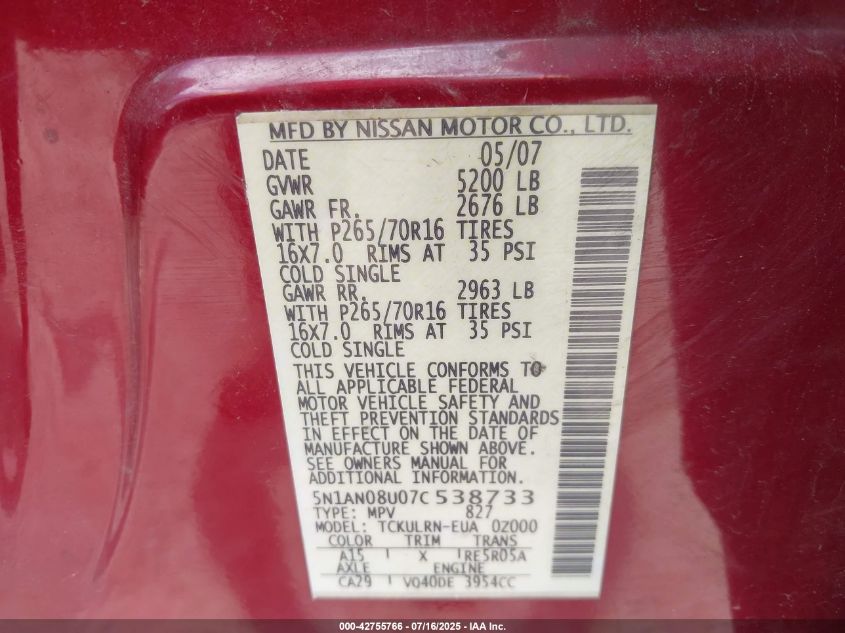 MFD BY NISSAN MOTOR CO., LTD.
DATE 05/07
GVWR 5200 LB
GAWR FR. 2676 LB
WITH P265/70R16 TIRES
16X7.0 RIMS AT 35 PSI
COLD SINGLE
GAWR RR. 2963 LB
WITH P265/70R16 TIRES
16X7.0 RIMS AT 35 PSI
COLD SINGLE
THIS VEHICLE CONFORMS TO
ALL APPLICABLE FEDERAL
MOTOR VEHICLE SAFETY AND
THEFT PREVENTION STANDARDS
IN EFFECT ON THE DATE OF
MANUFACTURE SHOWN ABOVE.
SEE OWNERS MANUAL FOR
ADDITIONAL INFORMATION.
5N1AN08U07C538733
TYPE: MPV 827
MODEL: TCKULRN-EUA 0Z000
COLOR TRIM TRANS
A15 X RE5R05A
AXLE ENGINE
CA29 VQ40DE 3954CC
000-42755766 - 07/16/2025 - IAA Inc.